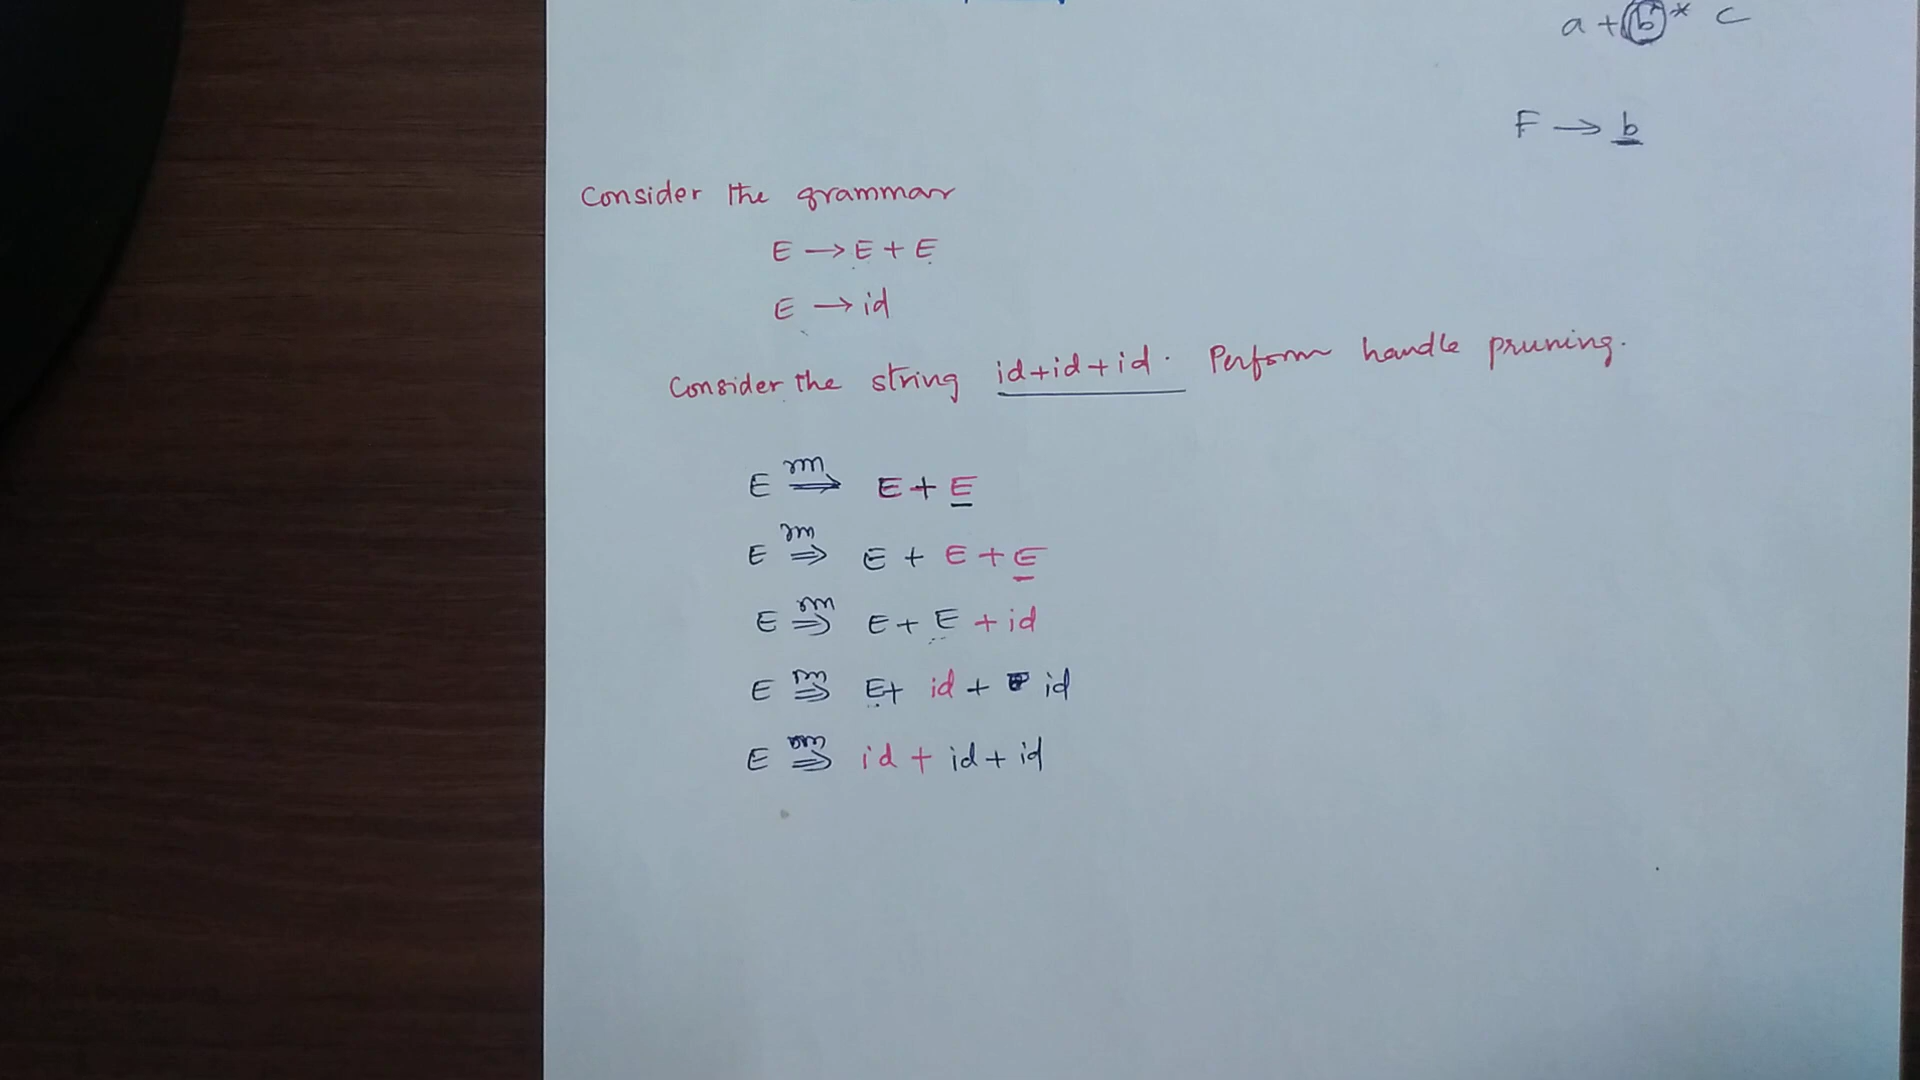 a + b * c
F → b
Consider the grammar
E → E + E
E → id
Consider the string id+id+id. Perform handle pruning.
E ⇒rm E + E
E ⇒rm E + E + E
E ⇒rm E + E + id
E ⇒rm E + id + id
E ⇒rm id + id + id